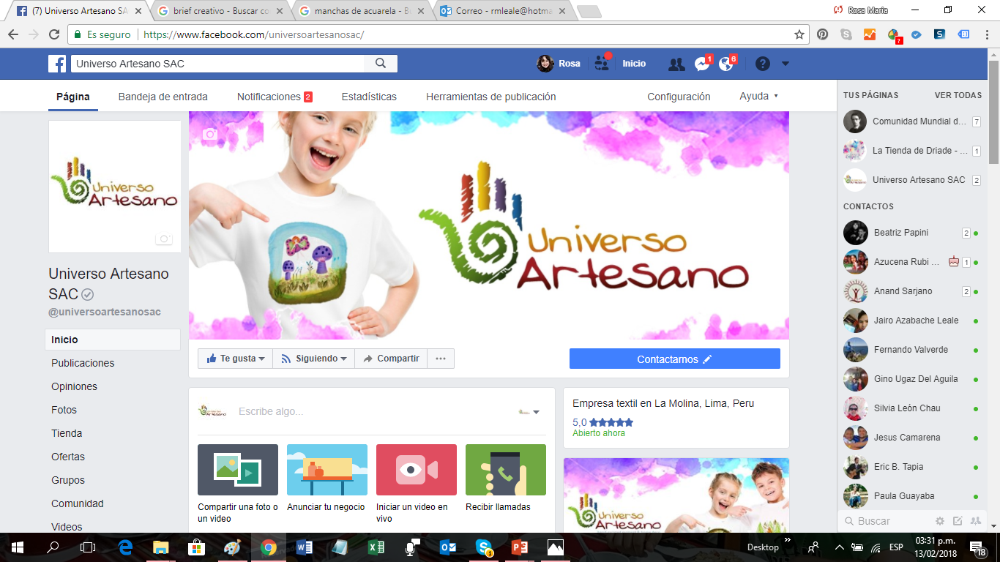 (7) Universo Artesano SA
brief creativo - Buscar co
manchas de acuarela - B
Correo - rmleale@hotma
Rosa Maria
Es seguro
https://www.facebook.com/universoartesanosac/
Universo Artesano SAC
Rosa
Inicio
1
6
Página
Bandeja de entrada
Notificaciones 2
Estadísticas
Herramientas de publicación
Configuración
Ayuda
TUS PÁGINAS
VER TODAS
Comunidad Mundial d... 7
La Tienda de Driade - ... 1
Universo Artesano SAC 2
CONTACTOS
Beatriz Papini 2
Azucena Rubi ... 1
Anand Sarjano 2
Jairo Azabache Leale
Fernando Valverde
Gino Ugaz Del Aguila
Silvia León Chau
Jesus Camarena
Eric B. Tapia
Paula Guayaba
Buscar
Universo
Artesano
Universo
Artesano
Universo Artesano
SAC
@universoartesanosac
Inicio
Publicaciones
Opiniones
Fotos
Tienda
Ofertas
Grupos
Comunidad
Videos
Te gusta
Siguiendo
Compartir
Contactarnos
Escribe algo...
Compartir una foto o
un video
Anunciar tu negocio
Iniciar un video en
vivo
Recibir llamadas
Empresa textil en La Molina, Lima, Peru
5,0
Abierto ahora
Universo
Artesano
Desktop
ESP
03:31 p.m.
13/02/2018
18